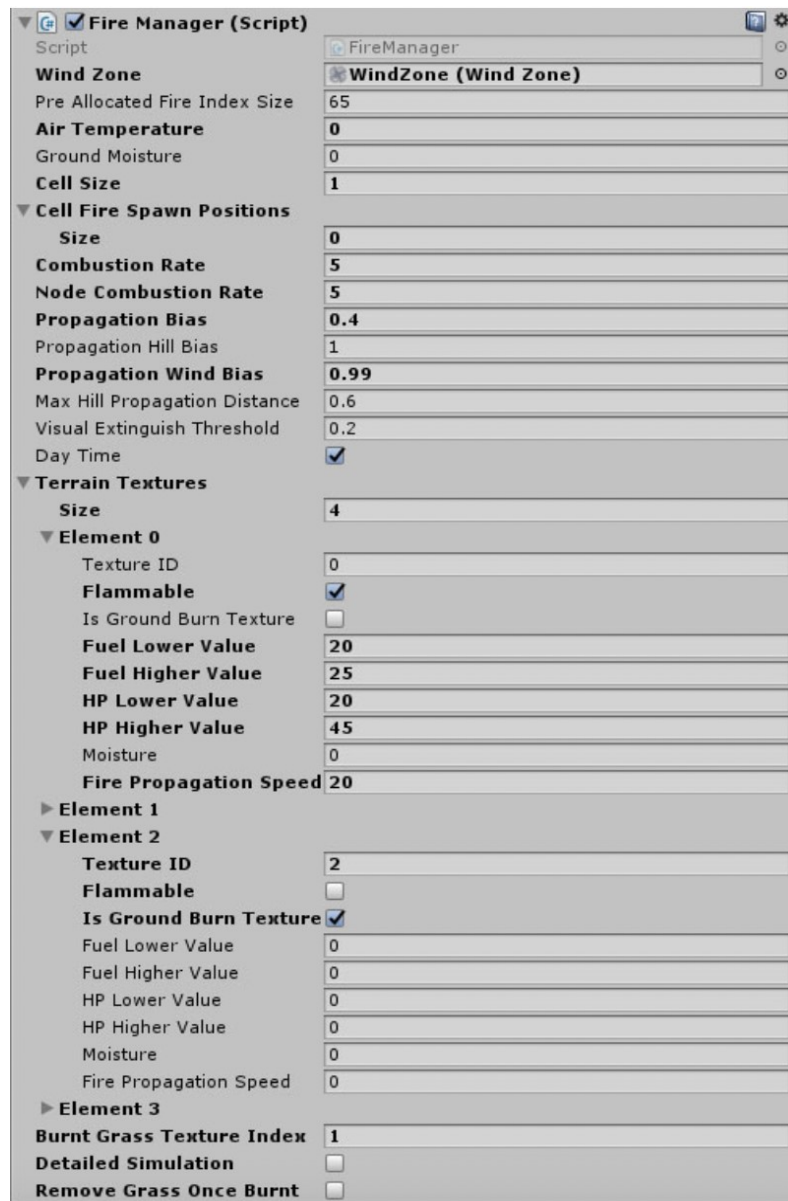 Fire Manager (Script)
Script FireManager
Wind Zone WindZone (Wind Zone)
Pre Allocated Fire Index Size 65
Air Temperature 0
Ground Moisture 0
Cell Size 1
Cell Fire Spawn Positions
Size 0
Combustion Rate 5
Node Combustion Rate 5
Propagation Bias 0.4
Propagation Hill Bias 1
Propagation Wind Bias 0.99
Max Hill Propagation Distance 0.6
Visual Extinguish Threshold 0.2
Day Time
Terrain Textures
Size 4
Element 0
Texture ID 0
Flammable
Is Ground Burn Texture
Fuel Lower Value 20
Fuel Higher Value 25
HP Lower Value 20
HP Higher Value 45
Moisture 0
Fire Propagation Speed 20
Element 1
Element 2
Texture ID 2
Flammable
Is Ground Burn Texture
Fuel Lower Value 0
Fuel Higher Value 0
HP Lower Value 0
HP Higher Value 0
Moisture 0
Fire Propagation Speed 0
Element 3
Burnt Grass Texture Index 1
Detailed Simulation
Remove Grass Once Burnt